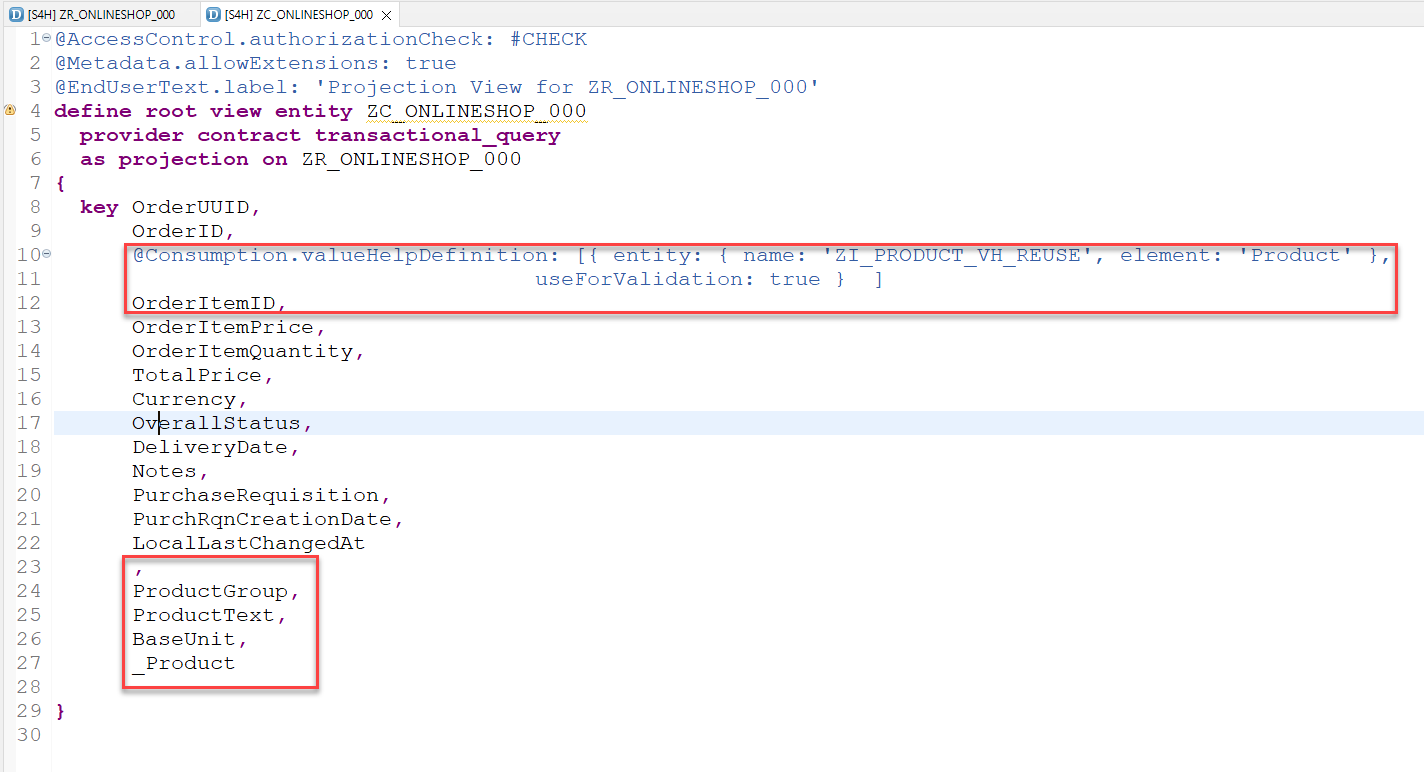 [S4H] ZR_ONLINESHOP_000 [S4H] ZC_ONLINESHOP_000
1 @AccessControl.authorizationCheck: #CHECK
2 @Metadata.allowExtensions: true
3 @EndUserText.label: 'Projection View for ZR_ONLINESHOP_000'
4 define root view entity ZC_ONLINESHOP_000
5   provider contract transactional_query
6   as projection on ZR_ONLINESHOP_000
7 {
8   key OrderUUID,
9       OrderID,
10       @Consumption.valueHelpDefinition: [{ entity: { name: 'ZI_PRODUCT_VH_REUSE', element: 'Product' },
11                                      useForValidation: true }  ]
12       OrderItemID,
13       OrderItemPrice,
14       OrderItemQuantity,
15       TotalPrice,
16       Currency,
17       OverallStatus,
18       DeliveryDate,
19       Notes,
20       PurchaseRequisition,
21       PurchRqnCreationDate,
22       LocalLastChangedAt
23       ,
24       ProductGroup,
25       ProductText,
26       BaseUnit,
27       _Product
28
29 }
30